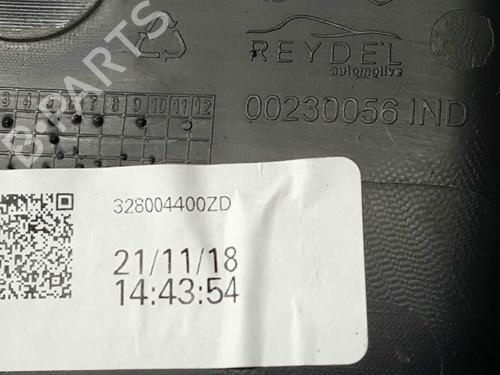 REYDEL
automotive
00230056 IND
3 4 5 6 7 8 9 10 11 12
B PARTS
328004400ZD
21/11/18
14:43:54